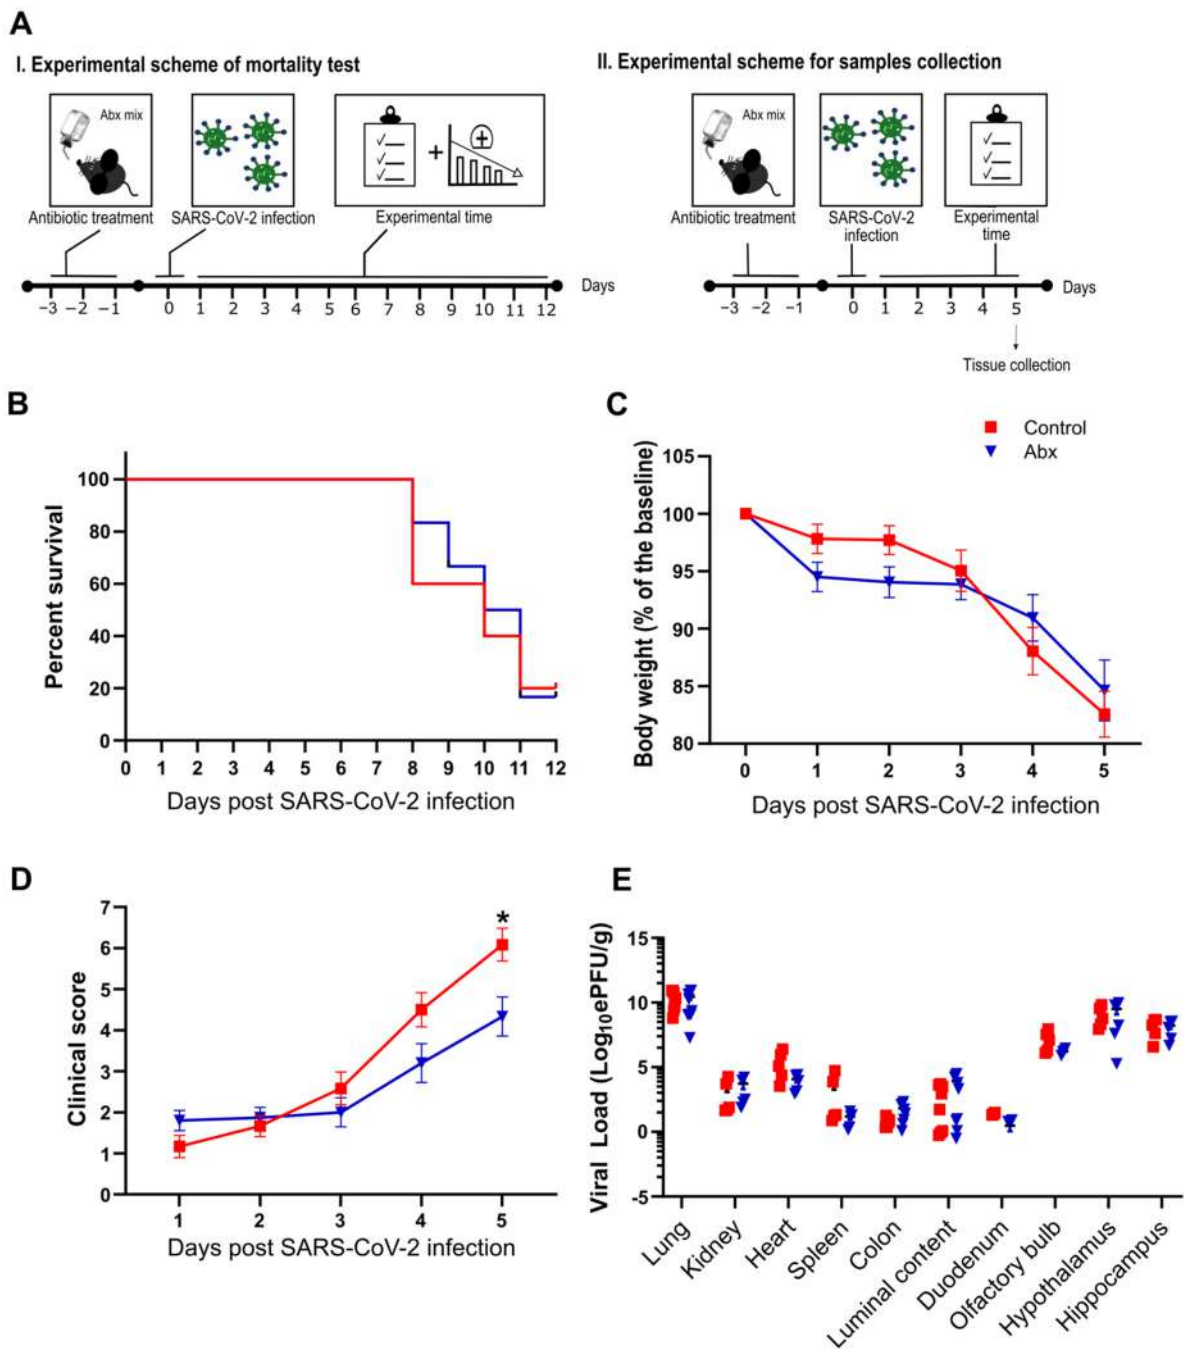 A
I. Experimental scheme of mortality test
II. Experimental scheme for samples collection
Abx mix
Abx mix
Antibiotic treatment
SARS-CoV-2 infection
Experimental time
Antibiotic treatment
SARS-CoV-2
infection
Experimental
time
Days
−3 −2 −1 0 1 2 3 4 5 6 7 8 9 10 11 12
Days
−3 −2 −1 0 1 2 3 4 5
Tissue collection
B
Percent survival
100
80
60
40
20
0
0 1 2 3 4 5 6 7 8 9 10 11 12
Days post SARS-CoV-2 infection
C
Control
Abx
Body weight (% of the baseline)
105
100
95
90
85
80
0 1 2 3 4 5
Days post SARS-CoV-2 infection
D
Clinical score
7
6
5
4
3
2
1
0
*
1 2 3 4 5
Days post SARS-CoV-2 infection
E
Viral Load (Log10ePFU/g)
15
10
5
0
-5
Lung
Kidney
Heart
Spleen
Colon
Luminal content
Duodenum
Olfactory bulb
Hypothalamus
Hippocampus